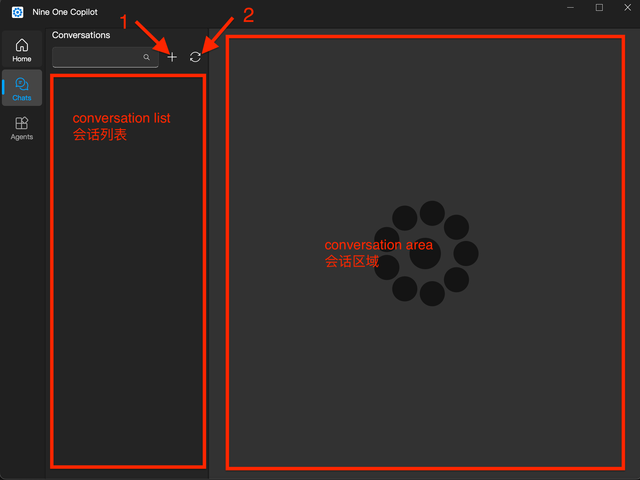 Nine One Copilot
1
2
Conversations
Home
Chats
Agents
conversation list
会话列表
conversation area
会话区域